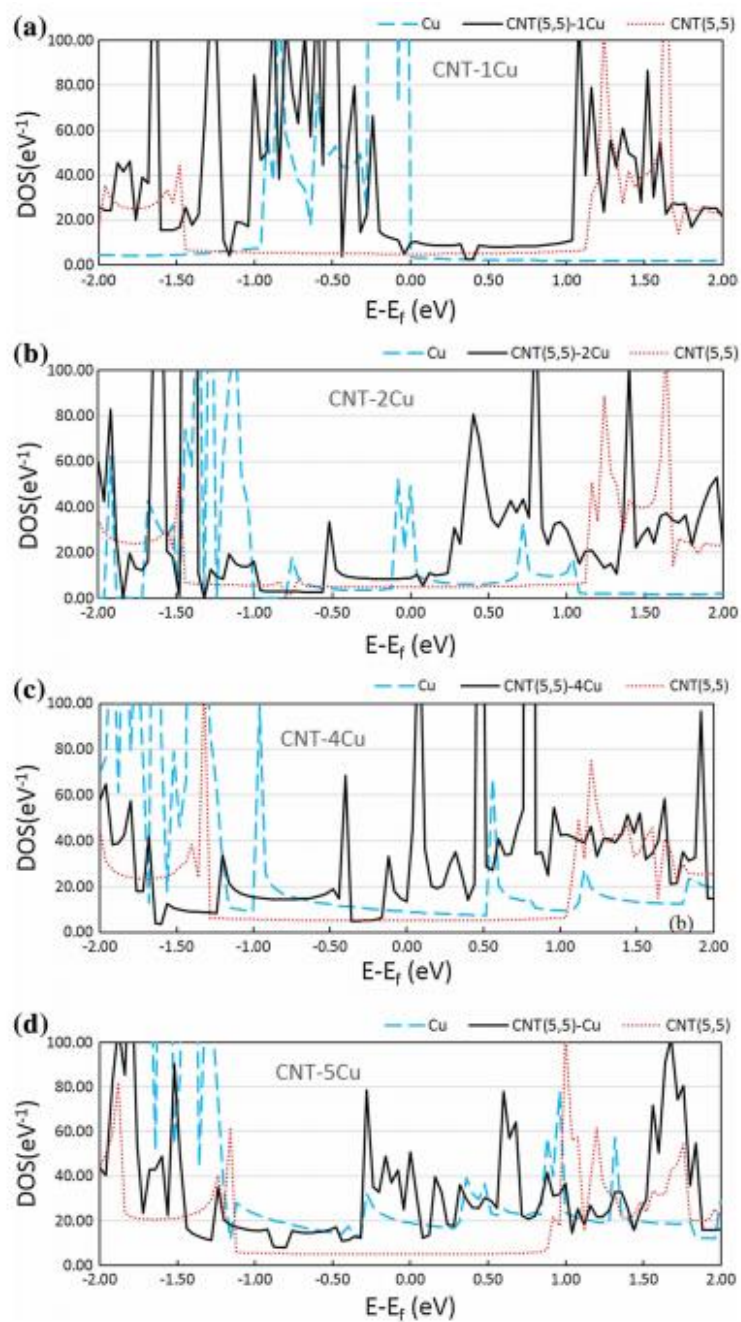 (a)
Cu CNT(5,5)-1Cu CNT(5,5)
100.00
80.00
60.00
40.00
20.00
0.00
DOS(eV⁻¹)
CNT-1Cu
-2.00 -1.50 -1.00 -0.50 0.00 0.50 1.00 1.50 2.00
E-Ef (eV)
(b)
Cu CNT(5,5)-2Cu CNT(5,5)
100.00
80.00
60.00
40.00
20.00
0.00
DOS(eV⁻¹)
CNT-2Cu
-2.00 -1.50 -1.00 -0.50 0.00 0.50 1.00 1.50 2.00
E-Ef (eV)
(c)
Cu CNT(5,5)-4Cu CNT(5,5)
100.00
80.00
60.00
40.00
20.00
0.00
DOS(eV⁻¹)
CNT-4Cu
(b)
-2.00 -1.50 -1.00 -0.50 0.00 0.50 1.00 1.50 2.00
E-Ef (eV)
(d)
Cu CNT(5,5)-Cu CNT(5,5)
100.00
80.00
60.00
40.00
20.00
0.00
DOS(eV⁻¹)
CNT-5Cu
-2.00 -1.50 -1.00 -0.50 0.00 0.50 1.00 1.50 2.00
E-Ef (eV)